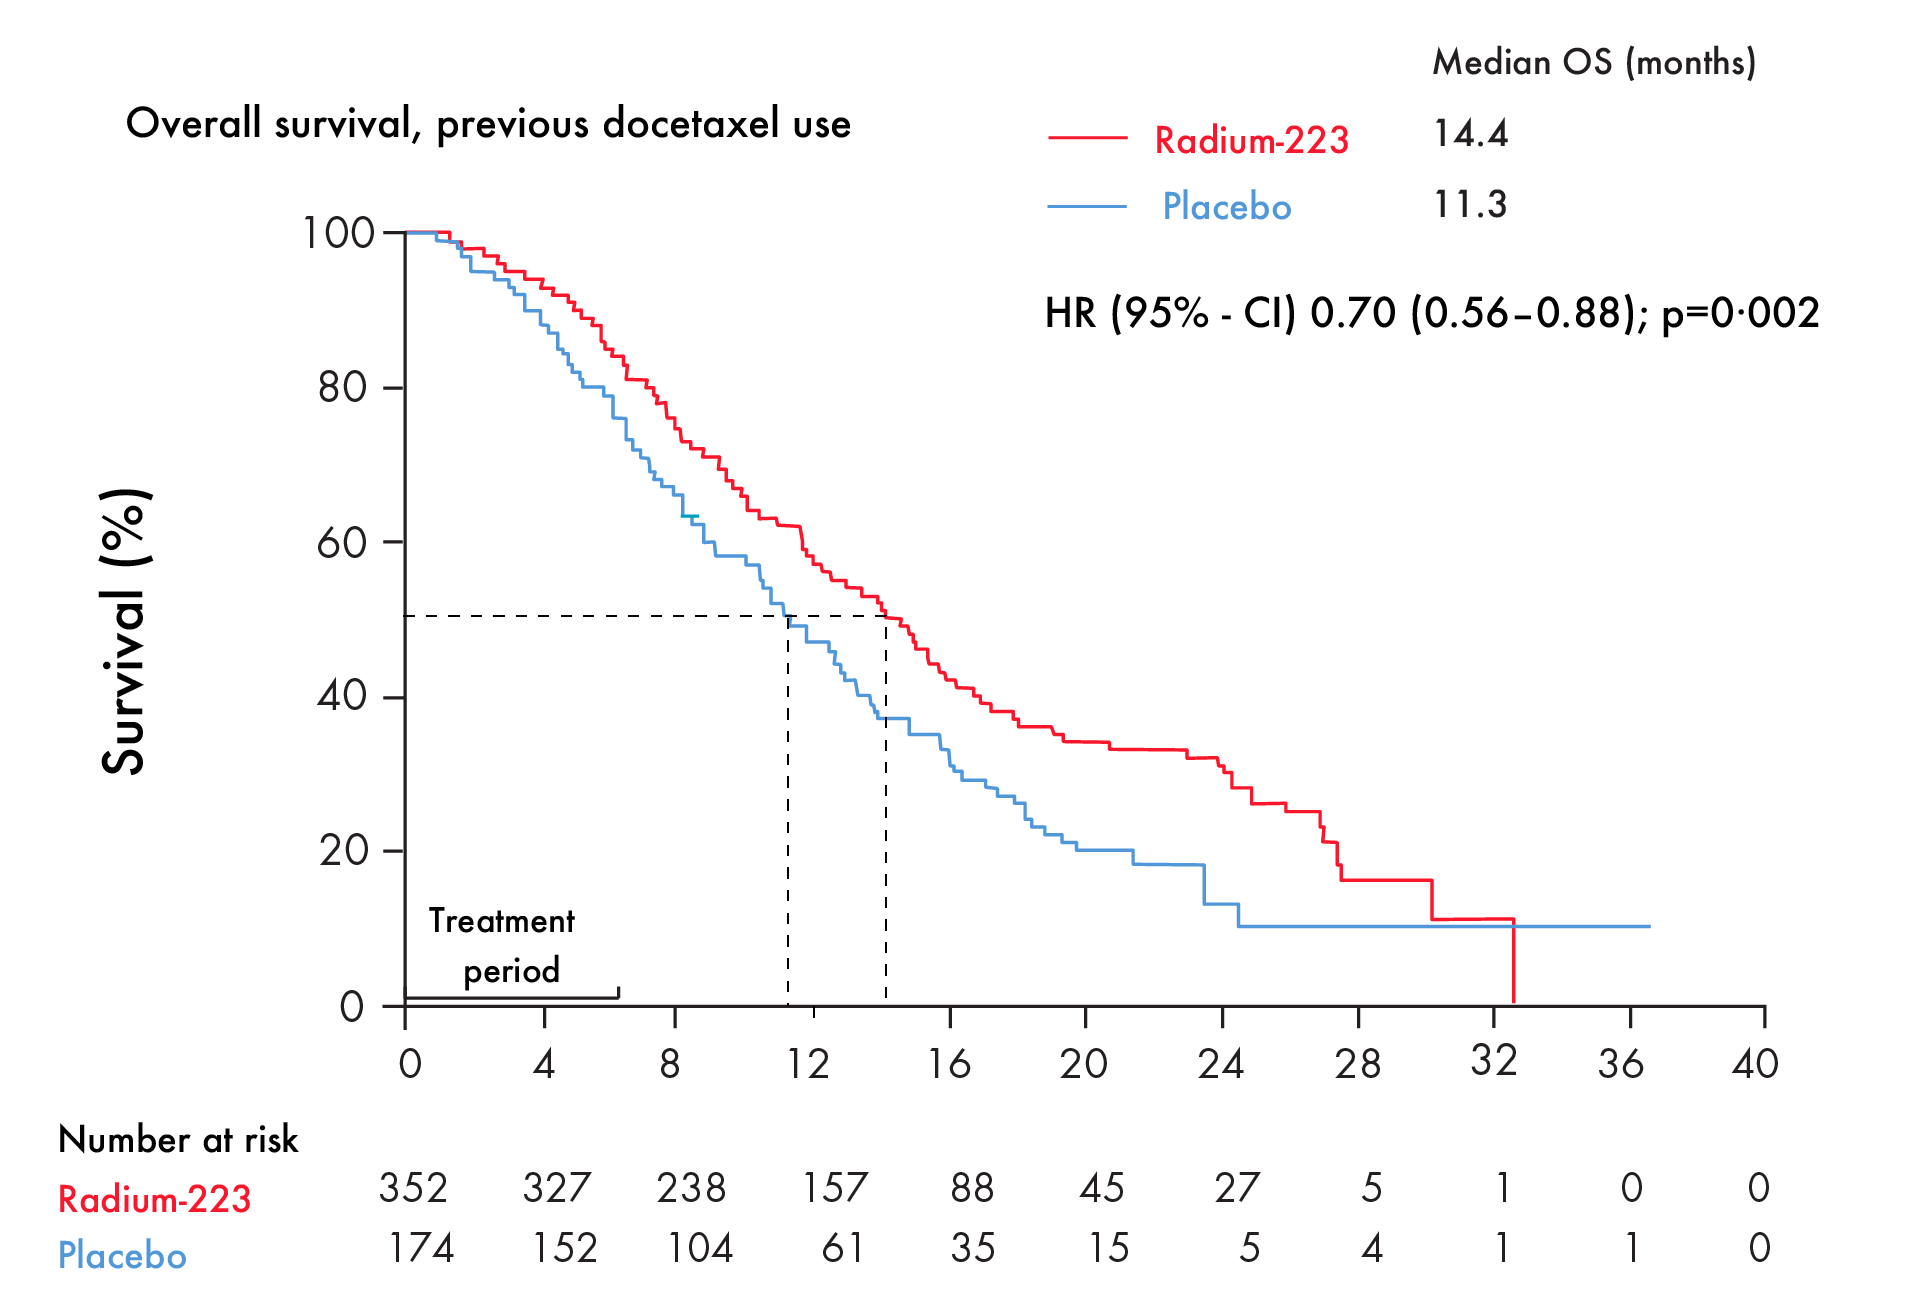 Median OS (months)
Overall survival, previous docetaxel use
Radium-223 14.4
Placebo 11.3
HR (95% - CI) 0.70 (0.56–0.88); p=0·002
Survival (%)
100
80
60
40
20
0
Treatment
period
0 4 8 12 16 20 24 28 32 36 40
Number at risk
Radium-223 352 327 238 157 88 45 27 5 1 0 0
Placebo 174 152 104 61 35 15 5 4 1 1 0